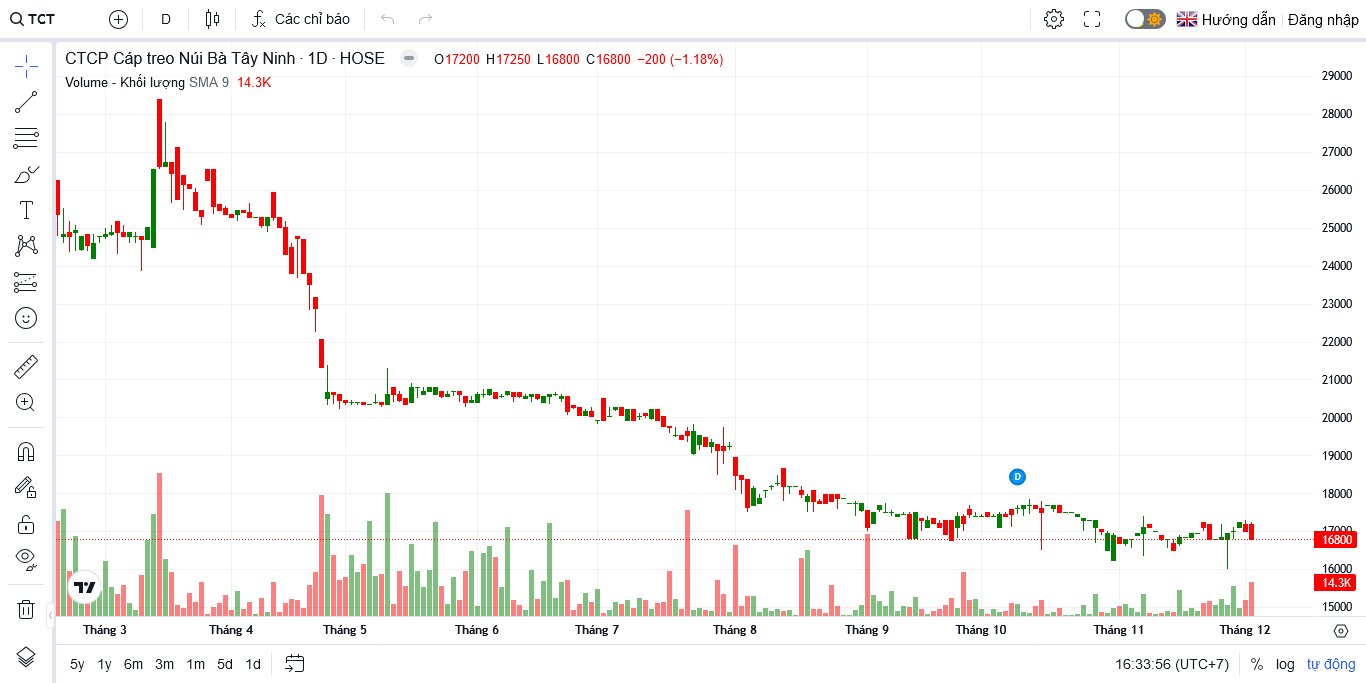 TCT D Các chỉ báo Hướng dẫn Đăng nhập
CTCP Cáp treo Núi Bà Tây Ninh · 1D · HOSE O17200 H17250 L16800 C16800 −200 (−1.18%)
Volume - Khối lượng SMA 9 14.3K
29000
28000
27000
26000
25000
24000
23000
22000
21000
20000
19000
18000
17000
16800
16000
14.3K
15000
D
Tháng 3 Tháng 4 Tháng 5 Tháng 6 Tháng 7 Tháng 8 Tháng 9 Tháng 10 Tháng 11 Tháng 12
5y 1y 6m 3m 1m 5d 1d 16:33:56 (UTC+7) % log tự động